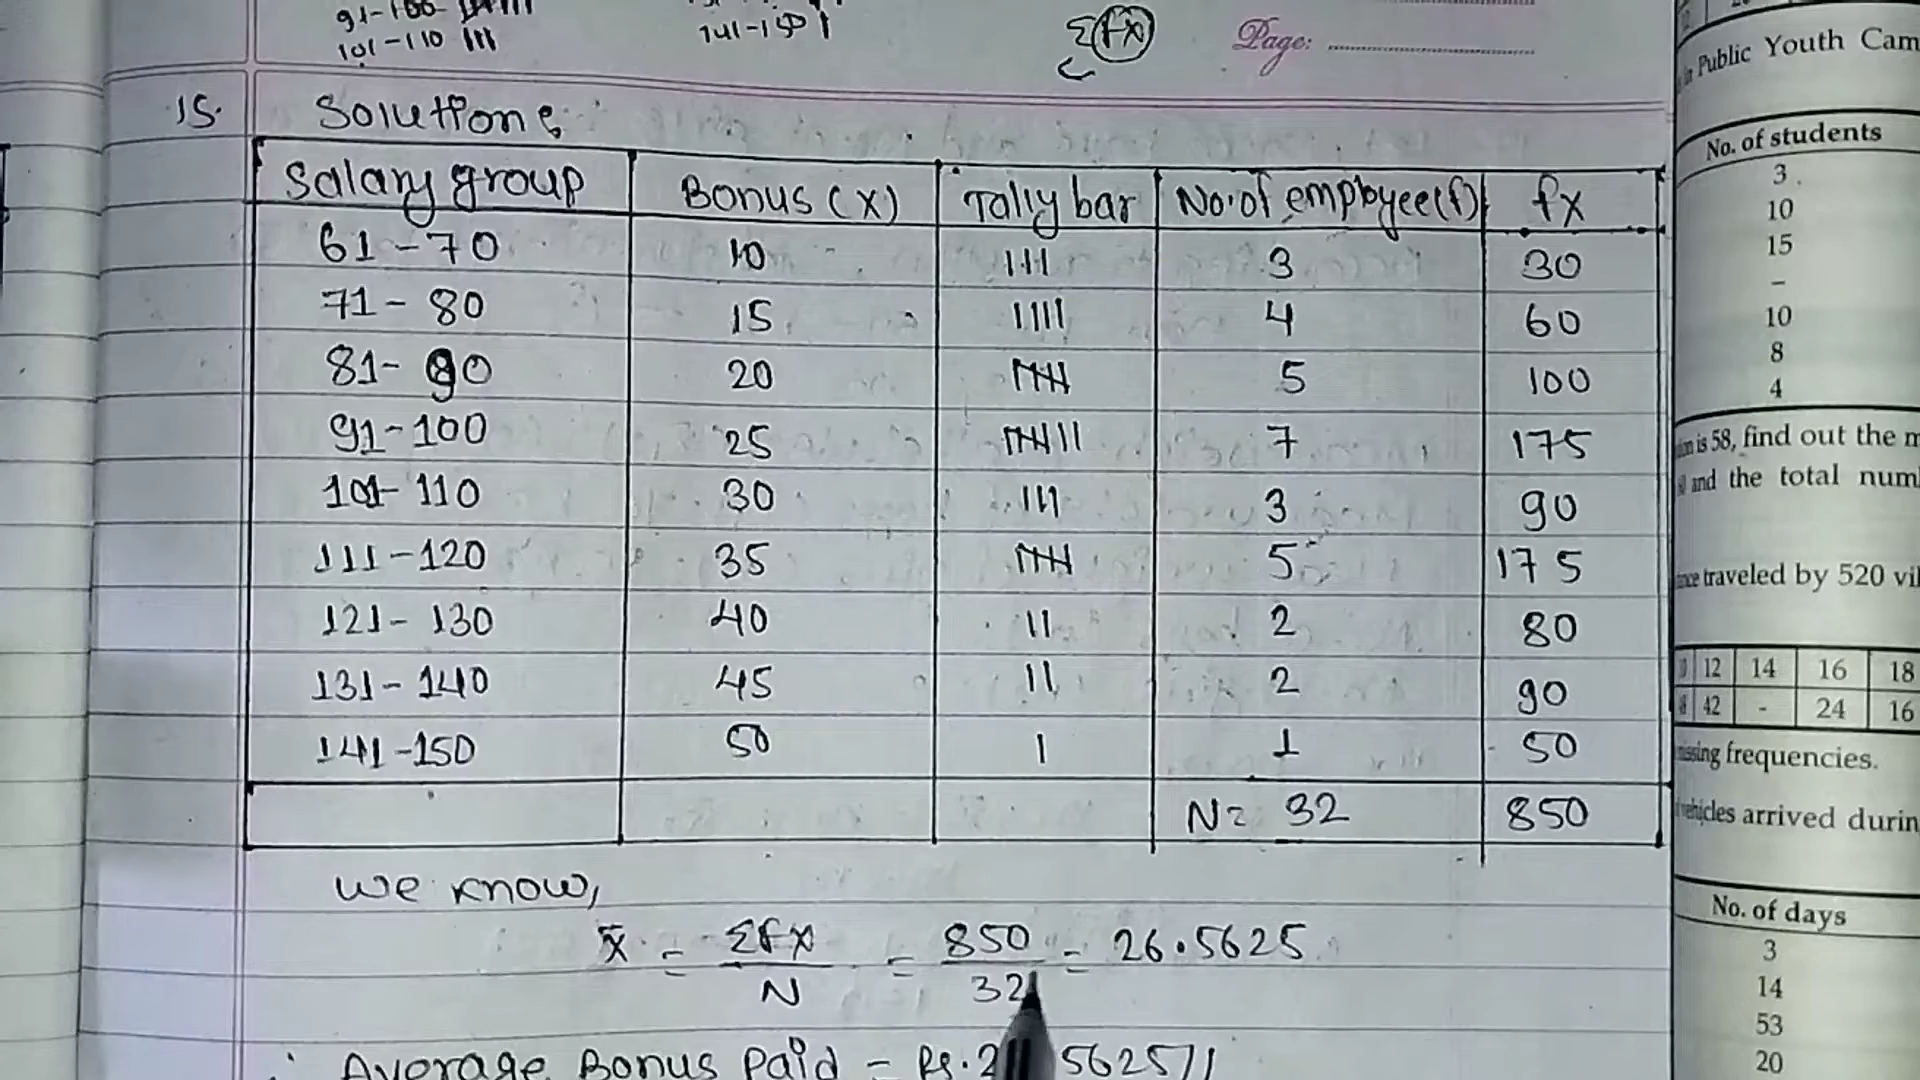 91-100
101-110 |||
141-150 |
Σ(fx)
Page:
15. Solution:
Salary group Bonus (X) Tally bar No. of employee(f) fx
61-70 10 ||| 3 30
71-80 15 |||| 4 60
81-90 20 5 100
91-100 25 7 175
101-110 30 ||| 3 90
111-120 35 5 175
121-130 40 || 2 80
131-140 45 || 2 90
141-150 50 | 1 50
N = 32 850
We know,
X̄ = Σfx / N = 850 / 32 = 26.5625
∴ Average Bonus Paid = Rs. 2 5625
Public Youth Cam
No. of students
3
10
15
-
10
8
4
is 58, find out the m
and the total num
traveled by 520 vil
12 14 16 18
42 - 24 16
frequencies.
vehicles arrived durin
No. of days
3
14
53
20